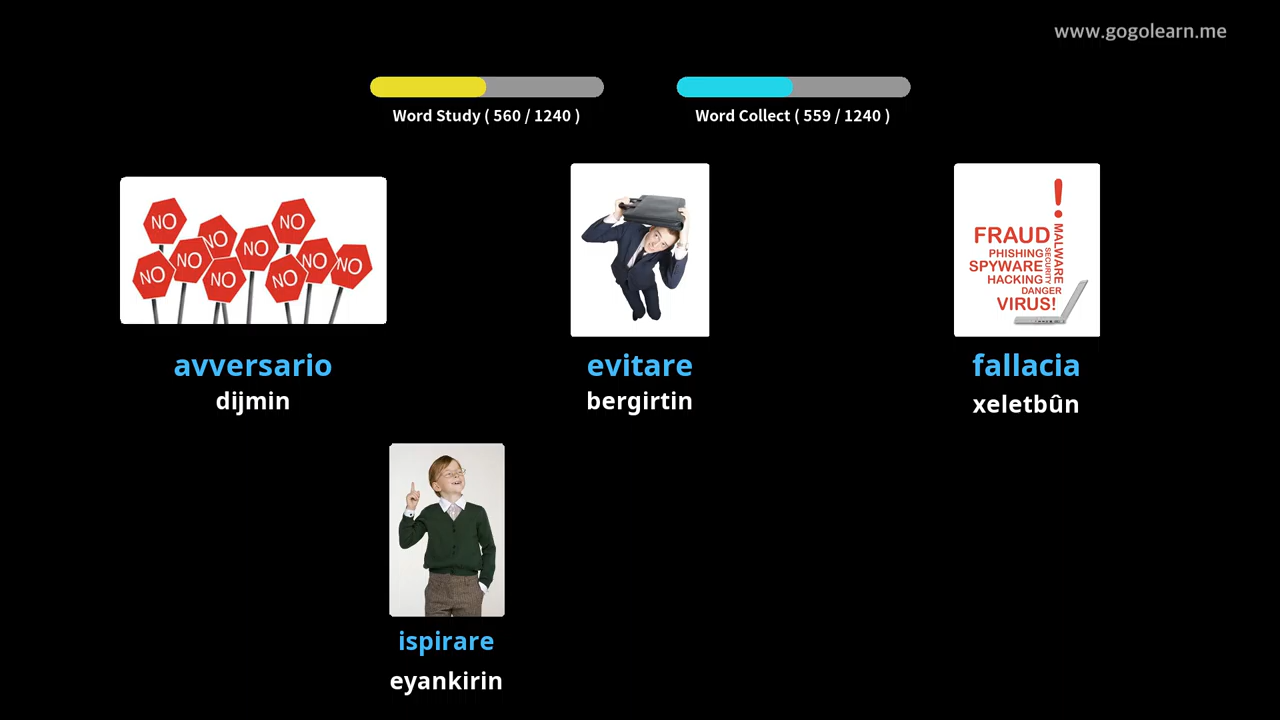 www.gogolearn.me
Word Study ( 560 / 1240 )
Word Collect ( 559 / 1240 )
NO
NO
NO
NO
NO
NO
NO
NO
NO
NO
FRAUD
PHISHING
SPYWARE
HACKING
DANGER
VIRUS!
SECURITY
MALWARE
!
avversario
dijmin
evitare
bergirtin
fallacia
xeletbûn
ispirare
eyankirin